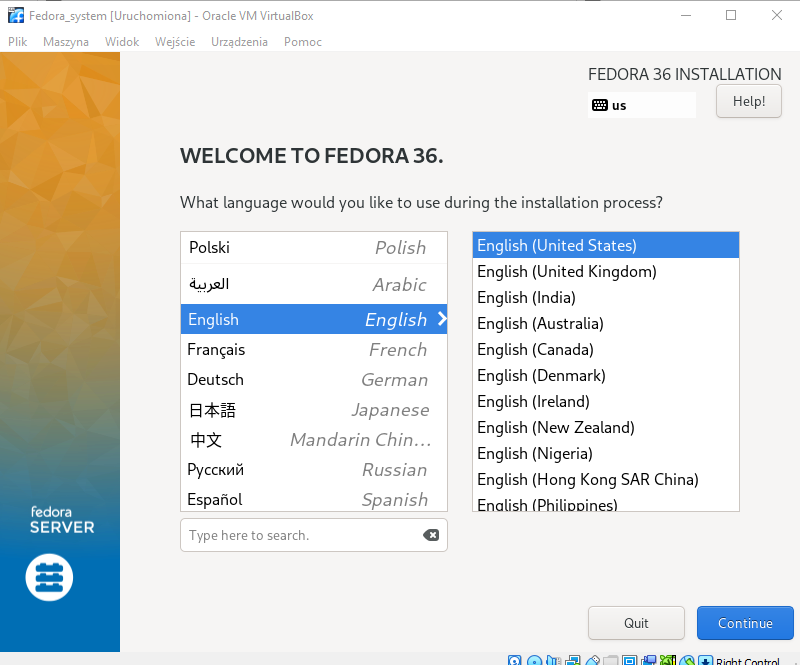 Fedora_system [Uruchomiona] - Oracle VM VirtualBox
Plik Maszyna Widok Wejście Urządzenia Pomoc
FEDORA 36 INSTALLATION
us
Help!
WELCOME TO FEDORA 36.
What language would you like to use during the installation process?
Polski Polish
العربية Arabic
English English
Français French
Deutsch German
日本語 Japanese
中文 Mandarin Chin...
Русский Russian
Español Spanish
Type here to search.
English (United States)
English (United Kingdom)
English (India)
English (Australia)
English (Canada)
English (Denmark)
English (Ireland)
English (New Zealand)
English (Nigeria)
English (Hong Kong SAR China)
English (Philippines)
fedora
SERVER
Quit
Continue
Right Control